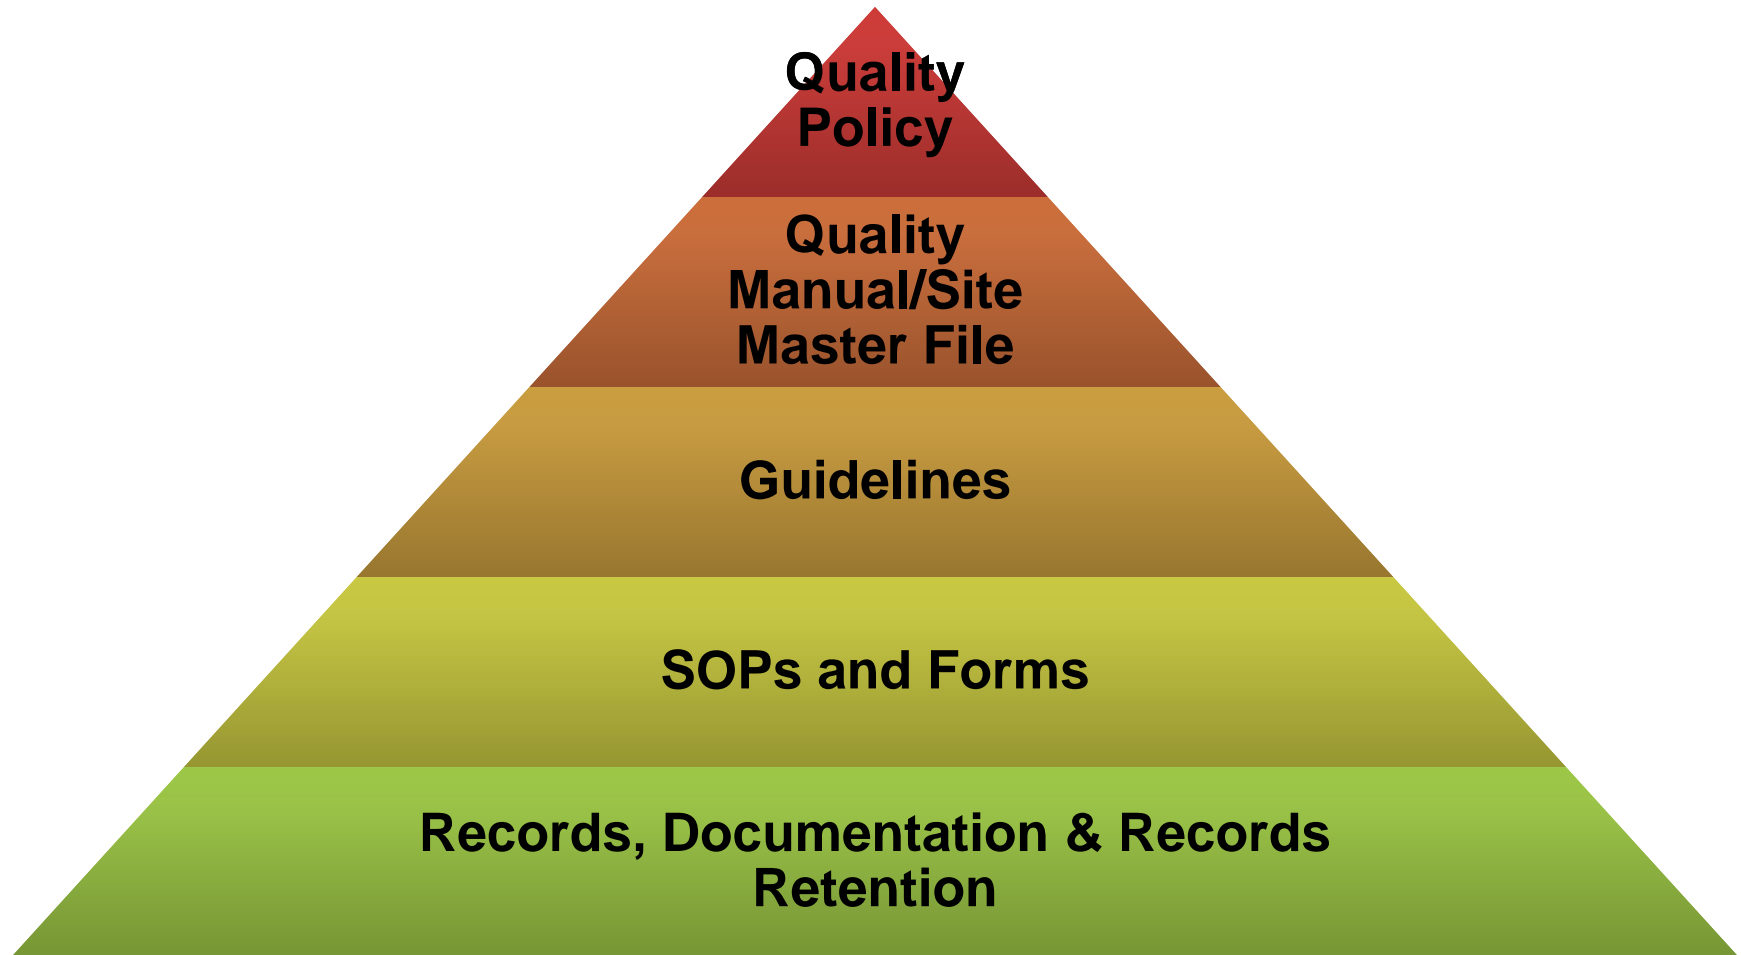 Quality
Policy
Quality
Manual/Site
Master File
Guidelines
SOPs and Forms
Records, Documentation & Records
Retention